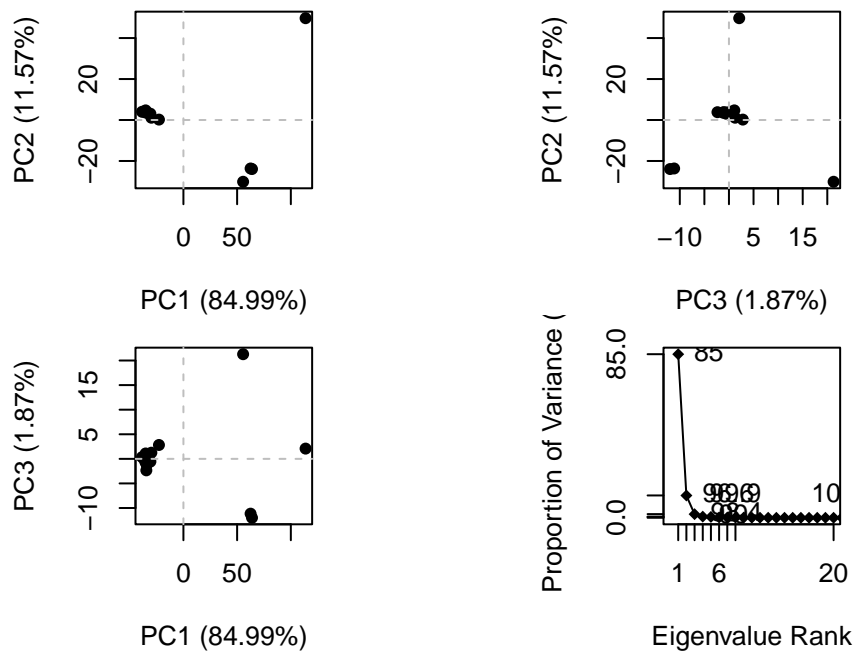 PC2 (11.57%)
20
−20
0 50
PC1 (84.99%)
PC2 (11.57%)
20
−20
−10 5 15
PC3 (1.87%)
PC3 (1.87%)
15
5
−10
0 50
PC1 (84.99%)
Proportion of Variance (
85.0
0.0
85
1 6 20
Eigenvalue Rank